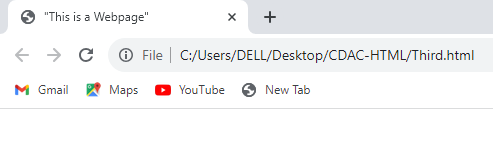 "This is a Webpage"
File | C:/Users/DELL/Desktop/CDAC-HTML/Third.html
Gmail Maps YouTube New Tab